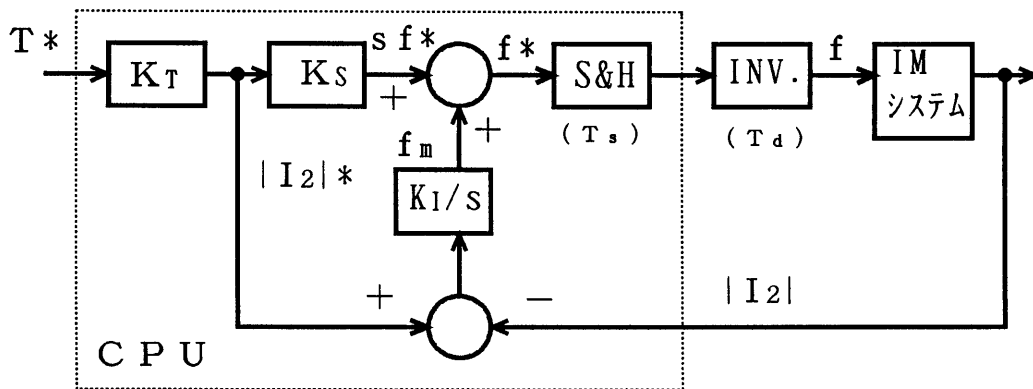 T*
KT
KS
sf*
+
f*
S&H
(Ts)
INV.
(Td)
f
IM
システム
+
fm
|I2|*
KI/s
+
−
|I2|
CPU